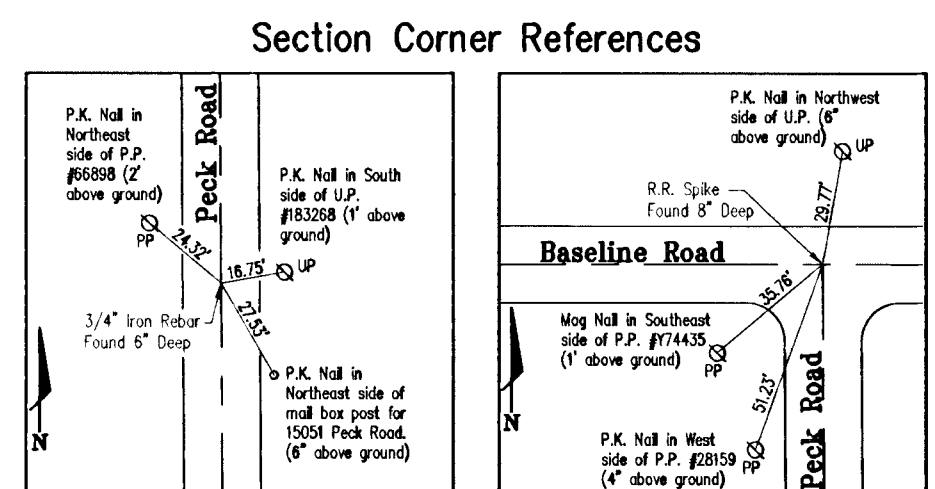 Section Corner References
P.K. Nail in
Northeast
side of P.P.
#66898 (2'
above ground)
PP
24.32'
Peck Road
P.K. Nail in South
side of U.P.
#183268 (1' above
ground)
16.75'
UP
27.53'
3/4" Iron Rebar
Found 6" Deep
P.K. Nail in
Northeast side of
mail box post for
15051 Peck Road.
(6" above ground)
N
P.K. Nail in Northwest
side of U.P. (6"
above ground)
UP
29.77'
R.R. Spike
Found 8" Deep
Baseline Road
35.76'
Mag Nail in Southeast
side of P.P. #Y74435
(1' above ground)
PP
51.23'
Peck Road
P.K. Nail in West
side of P.P. #28159
(4" above ground)
PP
N